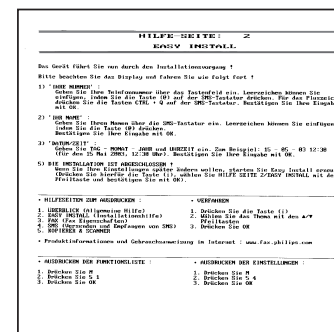 HILFE-SEITE: 2
EASY INSTALL
Das Gerät führt Sie nun durch den Installationsvorgang !
Bitte beachten Sie das Display und fahren Sie wie folgt fort !
1) "IHRE NUMMER" :
Geben Sie Ihre Telefonnummer über das Tastenfeld ein. Leerzeichen können Sie
einfügen, indem Sie die Taste (0) auf der SMS-Tastatur drücken. Für das Pluszeic
drücken Sie die Tasten CTRL + Q auf der SMS-Tastatur. Bestätigen Sie Ihre Eingab
mit OK.
2) "IHR NAME" :
Geben Sie Ihren Namen über die SMS-Tastatur ein. Leerzeichen können Sie einfügen
indem Sie die Taste (0) drücken.
Bestätigen Sie Ihre Eingabe mit OK.
3) "DATUM/ZEIT" :
Geben Sie TAG - MONAT - JAHR und UHRZEIT ein. Zum Beispiel: 15 - 05 - 03 12:30
(für den 15 Mai 2003, 12.30 Uhr). Bestätigen Sie Ihre Eingabe mit OK.
5) DIE INSTALLATION IST ABGESCHLOSSEN !
Wenn Sie Ihre Einstellungen später ändern wollen, starten Sie Easy Install erneu
(Drücken Sie hierfür die Taste (i), wählen Sie HILFE SEITE 2/EASY INSTALL mit de
Pfeiltaste und bestätigen Sie mit OK).
• HILFESEITEN ZUM AUSDRUCKEN :
1. ÜBERBLICK (Allgemeine Hilfe)
2. EASY INSTALL (Installationshilfe)
3. FAX (Fax Eigenschaften)
4. SMS (Versenden und Empfangen von SMS)
5. KOPIERER & SCANNER
• VERFAHREN
1. Drücken Sie die Taste (i)
2. Wählen Sie das Thema mit den ▲/▼
Pfeiltasten
3. Drücken Sie OK
• Produktinformationen und Gebrauchsanweisung im Internet : www.fax.philips.com
• AUSDRUCKEN DER FUNKTIONSLISTE :
1. Drücken Sie M
2. Drücken Sie 5 1
3. Drücken Sie OK
• AUSDRUCKEN DER EINSTELLUNGEN :
1. Drücken Sie M
2. Drücken Sie 5 4
3. Drücken Sie OK